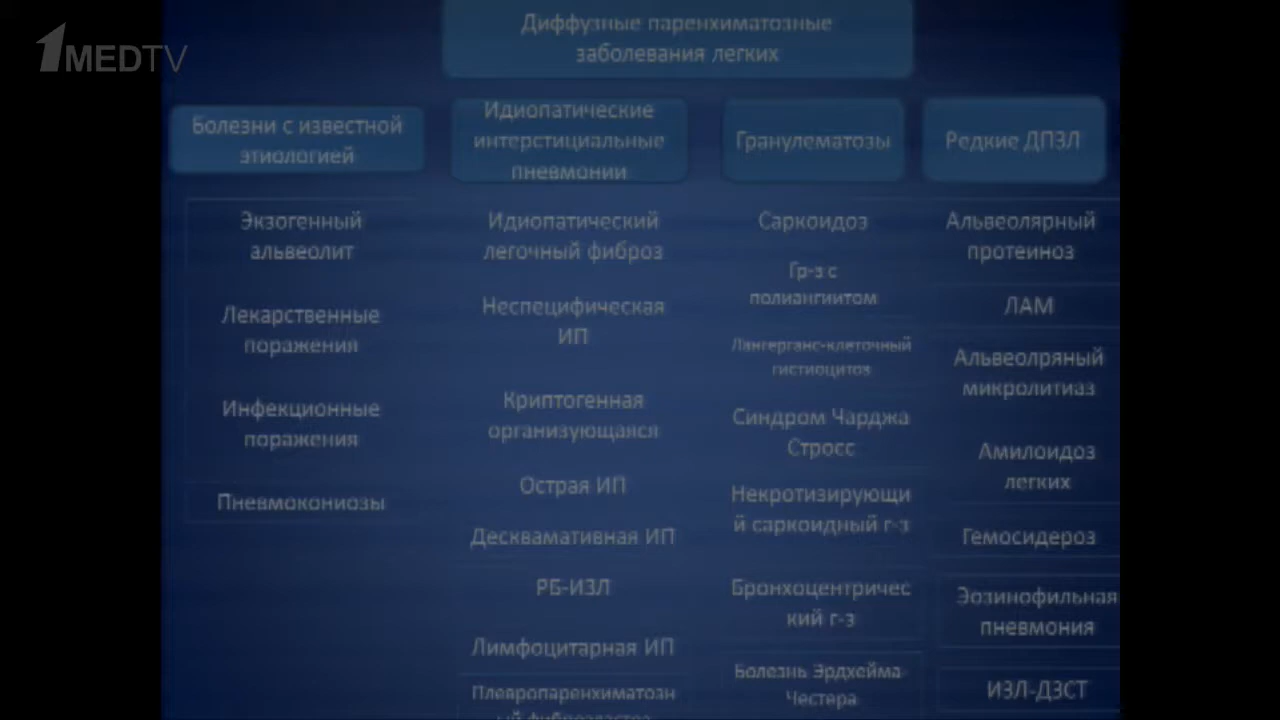 1MEDTV
Диффузные паренхиматозные
заболевания легких
Болезни с известной
этиологией
Экзогенный
альвеолит
Лекарственные
поражения
Инфекционные
поражения
Пневмокониозы
Идиопатические
интерстициальные
пневмонии
Идиопатический
легочный фиброз
Неспецифическая
ИП
Криптогенная
организующаяся
Острая ИП
Десквамативная ИП
РБ-ИЗЛ
Лимфоцитарная ИП
Плевропаренхиматозн
Гранулематозы
Саркоидоз
Гр-з с
полиангиитом
Лангерганс-клеточный
гистиоцитоз
Синдром Чарджа
Стросс
Некротизирующи
й саркоидный г-з
Бронхоцентричес
кий г-з
Болезнь Эрдхейма-
Честера
Редкие ДПЗЛ
Альвеолярный
протеиноз
ЛАМ
Альвеолряный
микролитиаз
Амилоидоз
легких
Гемосидероз
Эозинофильная
пневмония
ИЗЛ-ДЗСТ